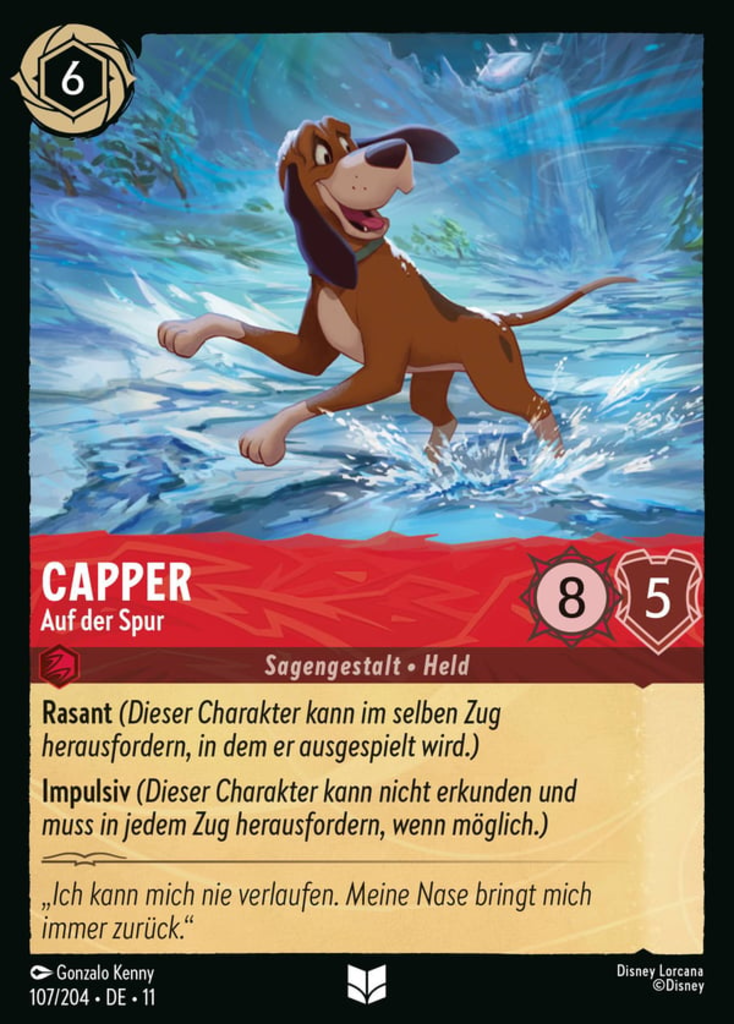 6
CAPPER
Auf der Spur
8
5
Sagengestalt • Held
Rasant (Dieser Charakter kann im selben Zug
herausfordern, in dem er ausgespielt wird.)
Impulsiv (Dieser Charakter kann nicht erkunden und
muss in jedem Zug herausfordern, wenn möglich.)
„Ich kann mich nie verlaufen. Meine Nase bringt mich
immer zurück.“
Gonzalo Kenny
107/204 • DE • 11
Disney Lorcana
©Disney